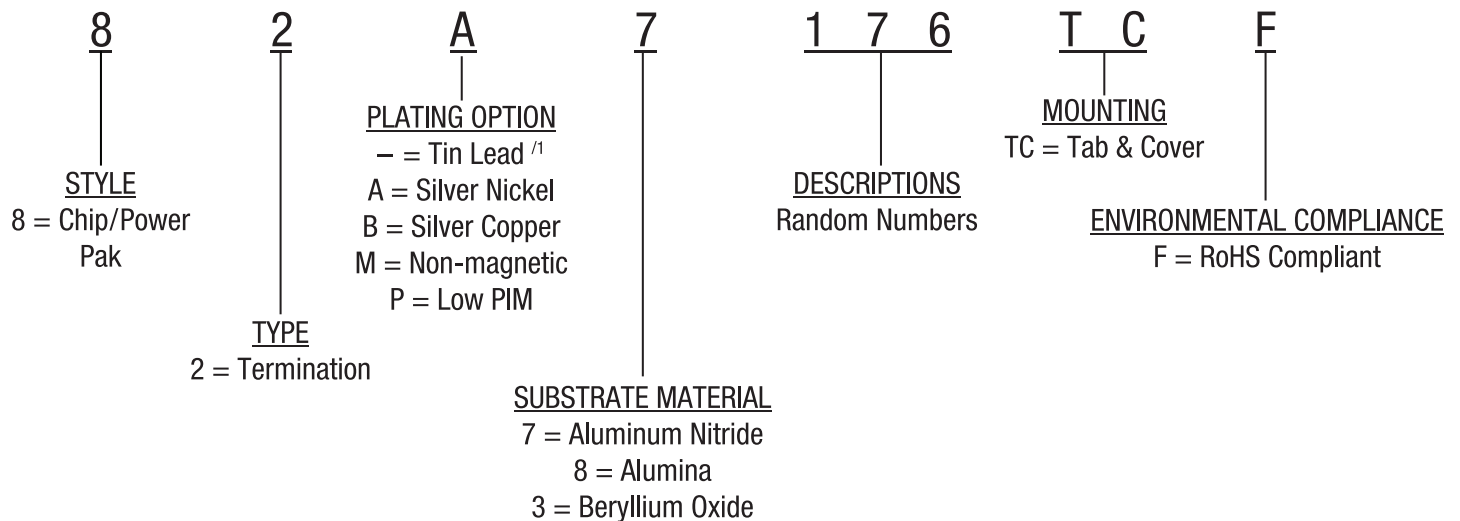 8 2 A 7 1 7 6 T C F
STYLE
8 = Chip/Power
Pak
TYPE
2 = Termination
PLATING OPTION
– = Tin Lead /1
A = Silver Nickel
B = Silver Copper
M = Non-magnetic
P = Low PIM
SUBSTRATE MATERIAL
7 = Aluminum Nitride
8 = Alumina
3 = Beryllium Oxide
DESCRIPTIONS
Random Numbers
MOUNTING
TC = Tab & Cover
ENVIRONMENTAL COMPLIANCE
F = RoHS Compliant